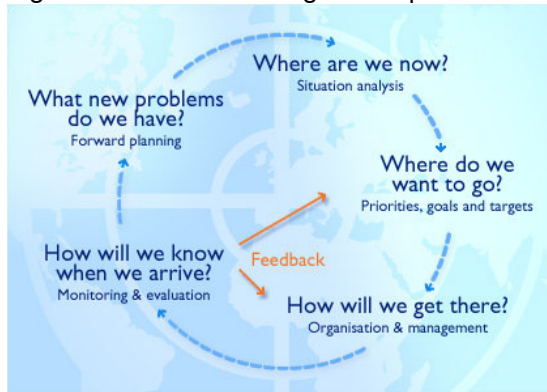 Where are we now?
Situation analysis
What new problems
do we have?
Forward planning
Where do we
want to go?
Priorities, goals and targets
How will we know
when we arrive?
Monitoring & evaluation
Feedback
How will we get there?
Organisation & management